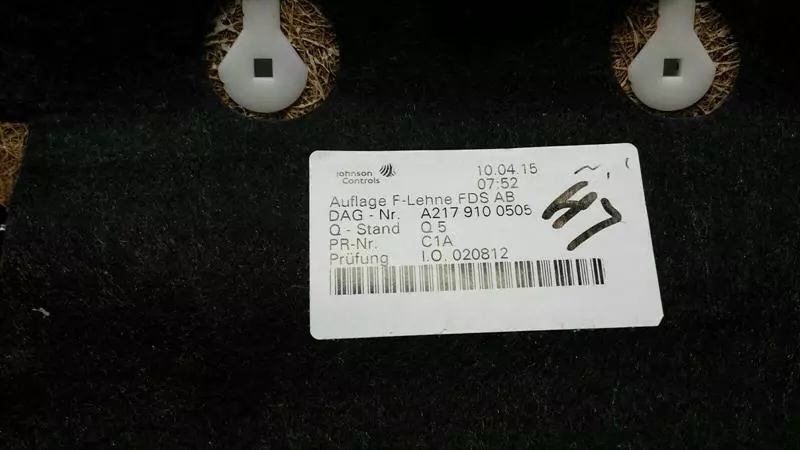 Johnson
Controls
10.04.15
07:52
Auflage F-Lehne FDS AB
DAG - Nr. A217 910 0505
Q - Stand Q 5
PR-Nr. C1A
Prüfung I.O. 020812